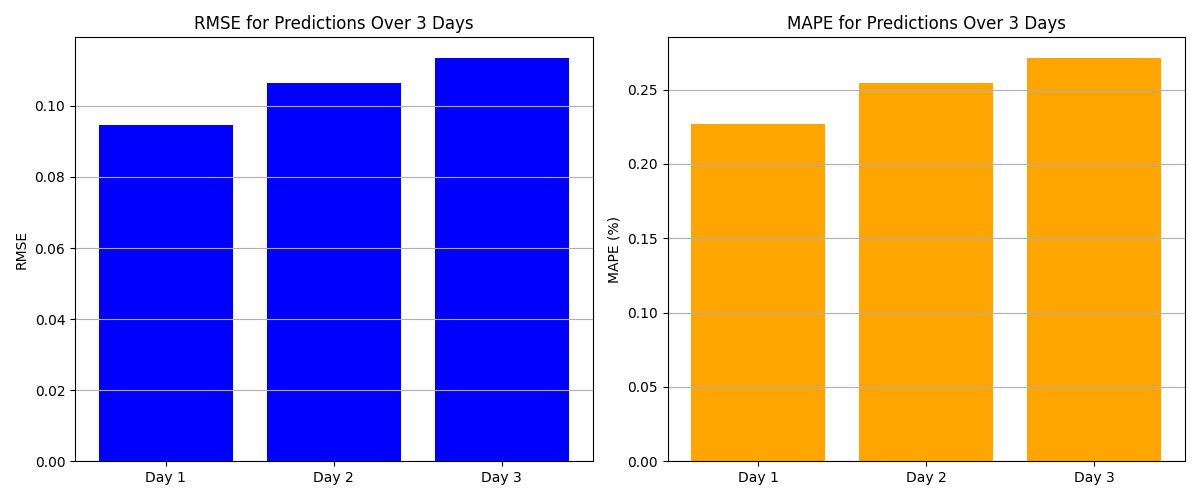 RMSE for Predictions Over 3 Days
RMSE
0.10
0.08
0.06
0.04
0.02
0.00
Day 1
Day 2
Day 3
MAPE for Predictions Over 3 Days
MAPE (%)
0.25
0.20
0.15
0.10
0.05
0.00
Day 1
Day 2
Day 3